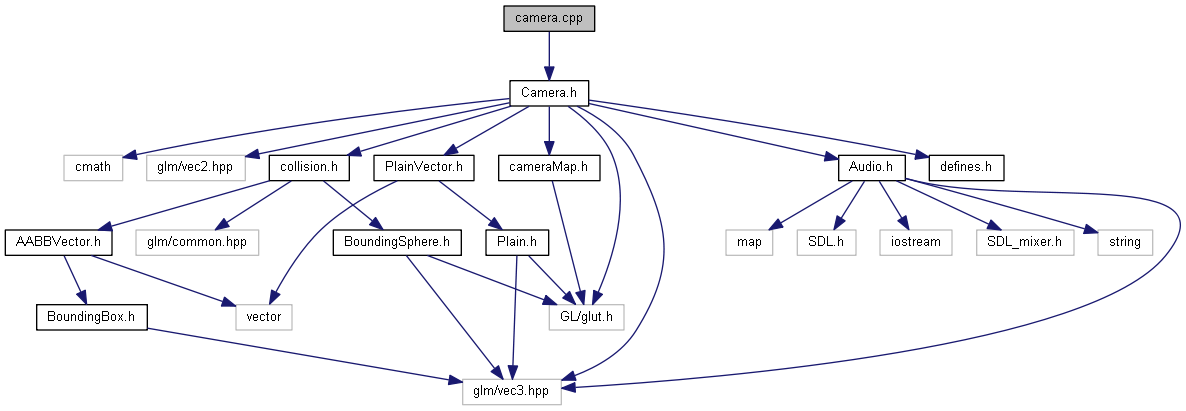 camera.cpp
Camera.h
cmath
glm/vec2.hpp
collision.h
PlainVector.h
cameraMap.h
Audio.h
defines.h
AABBVector.h
glm/common.hpp
BoundingSphere.h
Plain.h
map
SDL.h
iostream
SDL_mixer.h
string
BoundingBox.h
vector
GL/glut.h
glm/vec3.hpp